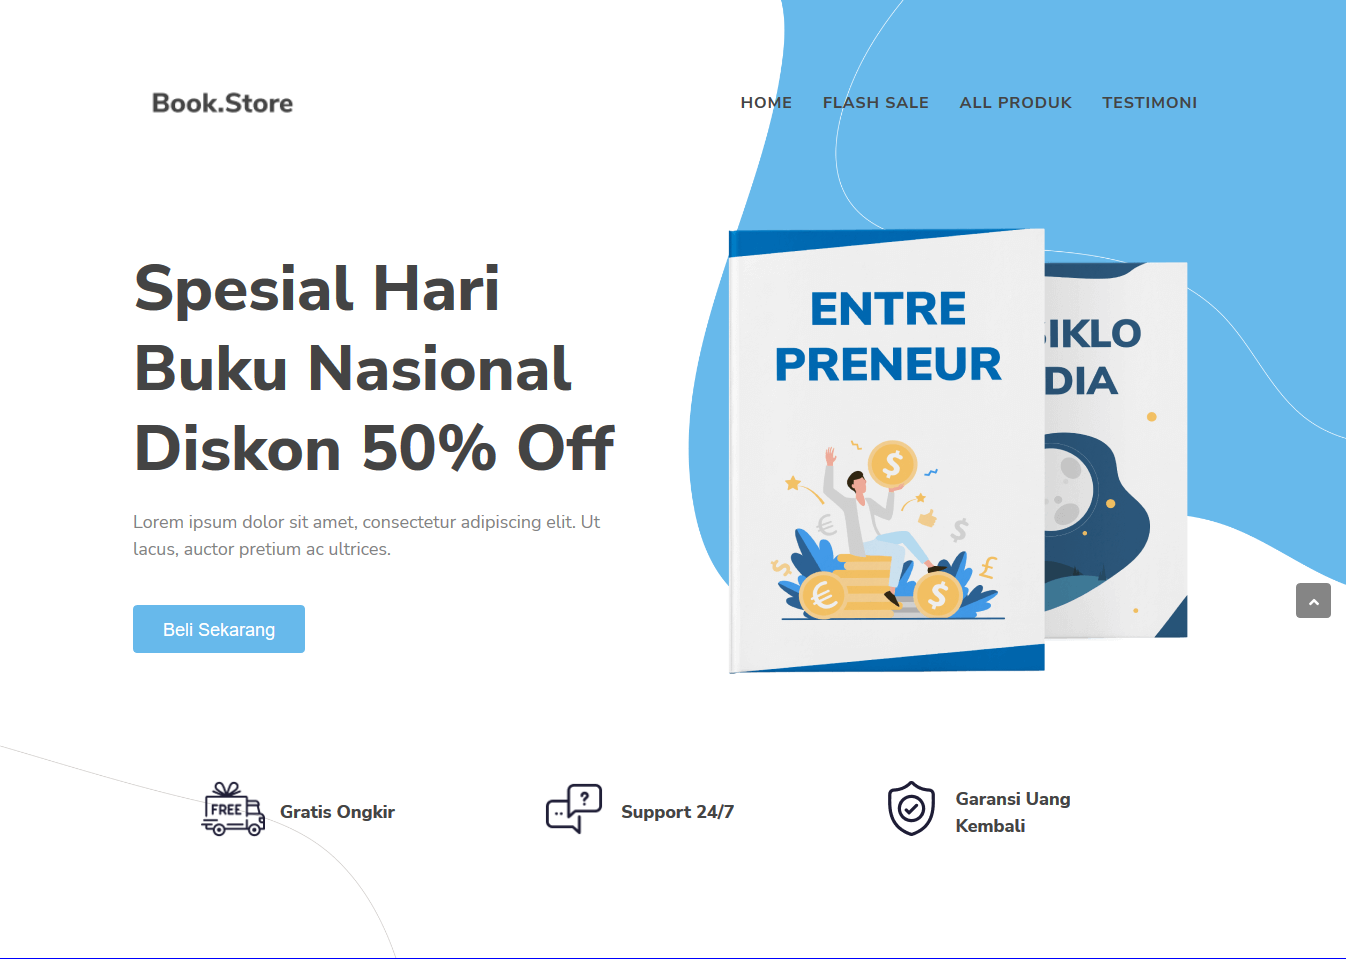 Book.Store
HOME FLASH SALE ALL PRODUK TESTIMONI
Spesial Hari
Buku Nasional
Diskon 50% Off
Lorem ipsum dolor sit amet, consectetur adipiscing elit. Ut
lacus, auctor pretium ac ultrices.
Beli Sekarang
ENTRE
PRENEUR
SIKLO
DIA
FREE
Gratis Ongkir
Support 24/7
Garansi Uang
Kembali